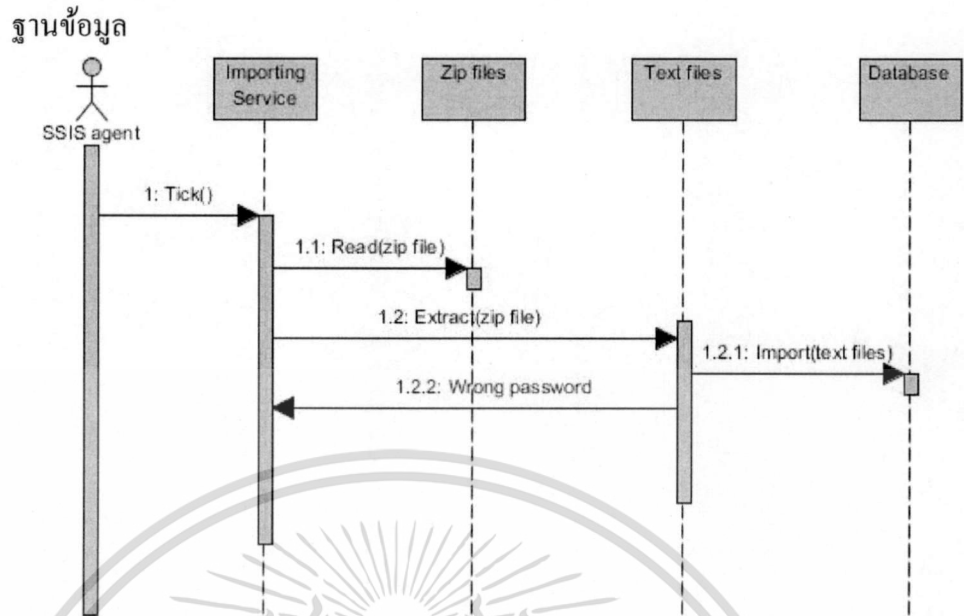 ฐานข้อมูล
Importing
Service
Zip files
Text files
Database
SSIS agent
1: Tick()
1.1: Read(zip file)
1.2: Extract(zip file)
1.2.1: Import(text files)
1.2.2: Wrong password